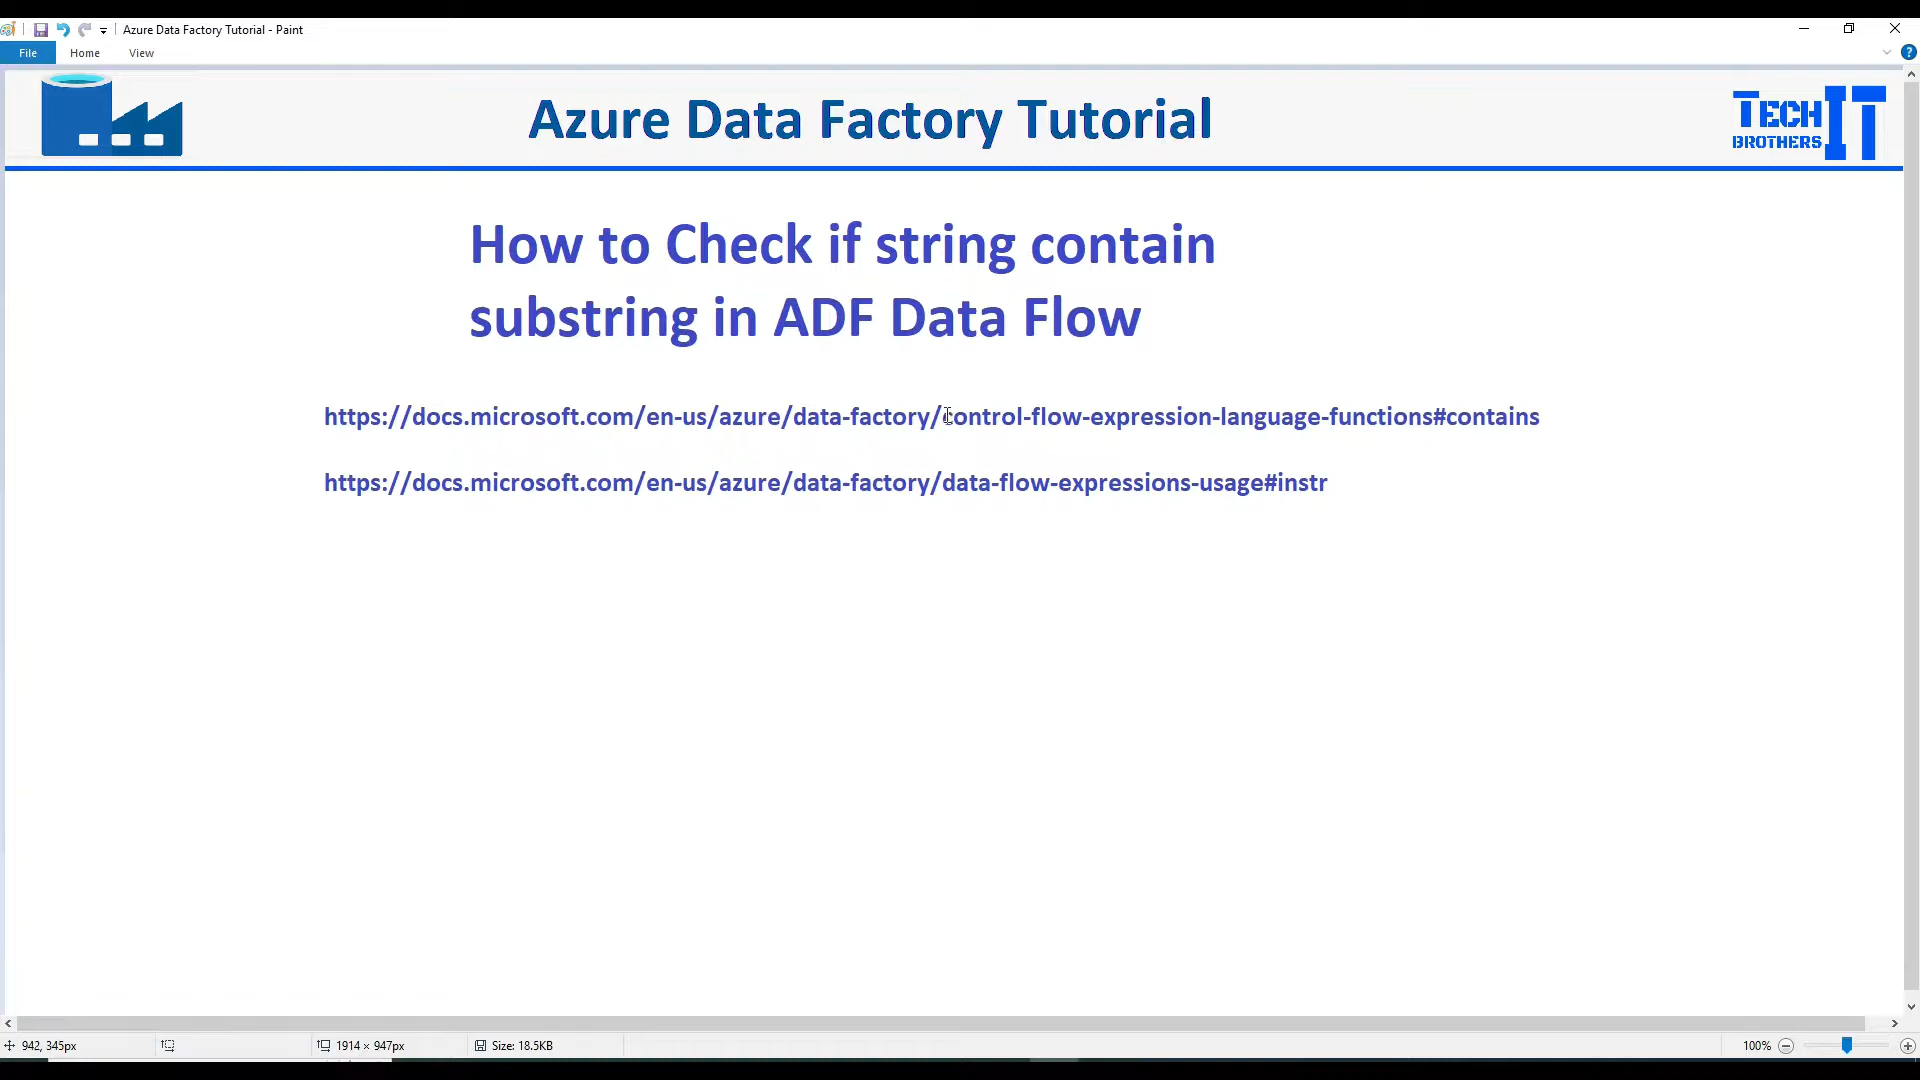 Azure Data Factory Tutorial - Paint
File Home View
Azure Data Factory Tutorial
TECH IT
BROTHERS
How to Check if string contain
substring in ADF Data Flow
https://docs.microsoft.com/en-us/azure/data-factory/control-flow-expression-language-functions#contains
https://docs.microsoft.com/en-us/azure/data-factory/data-flow-expressions-usage#instr
942, 345px 1914 × 947px Size: 18.5KB 100%